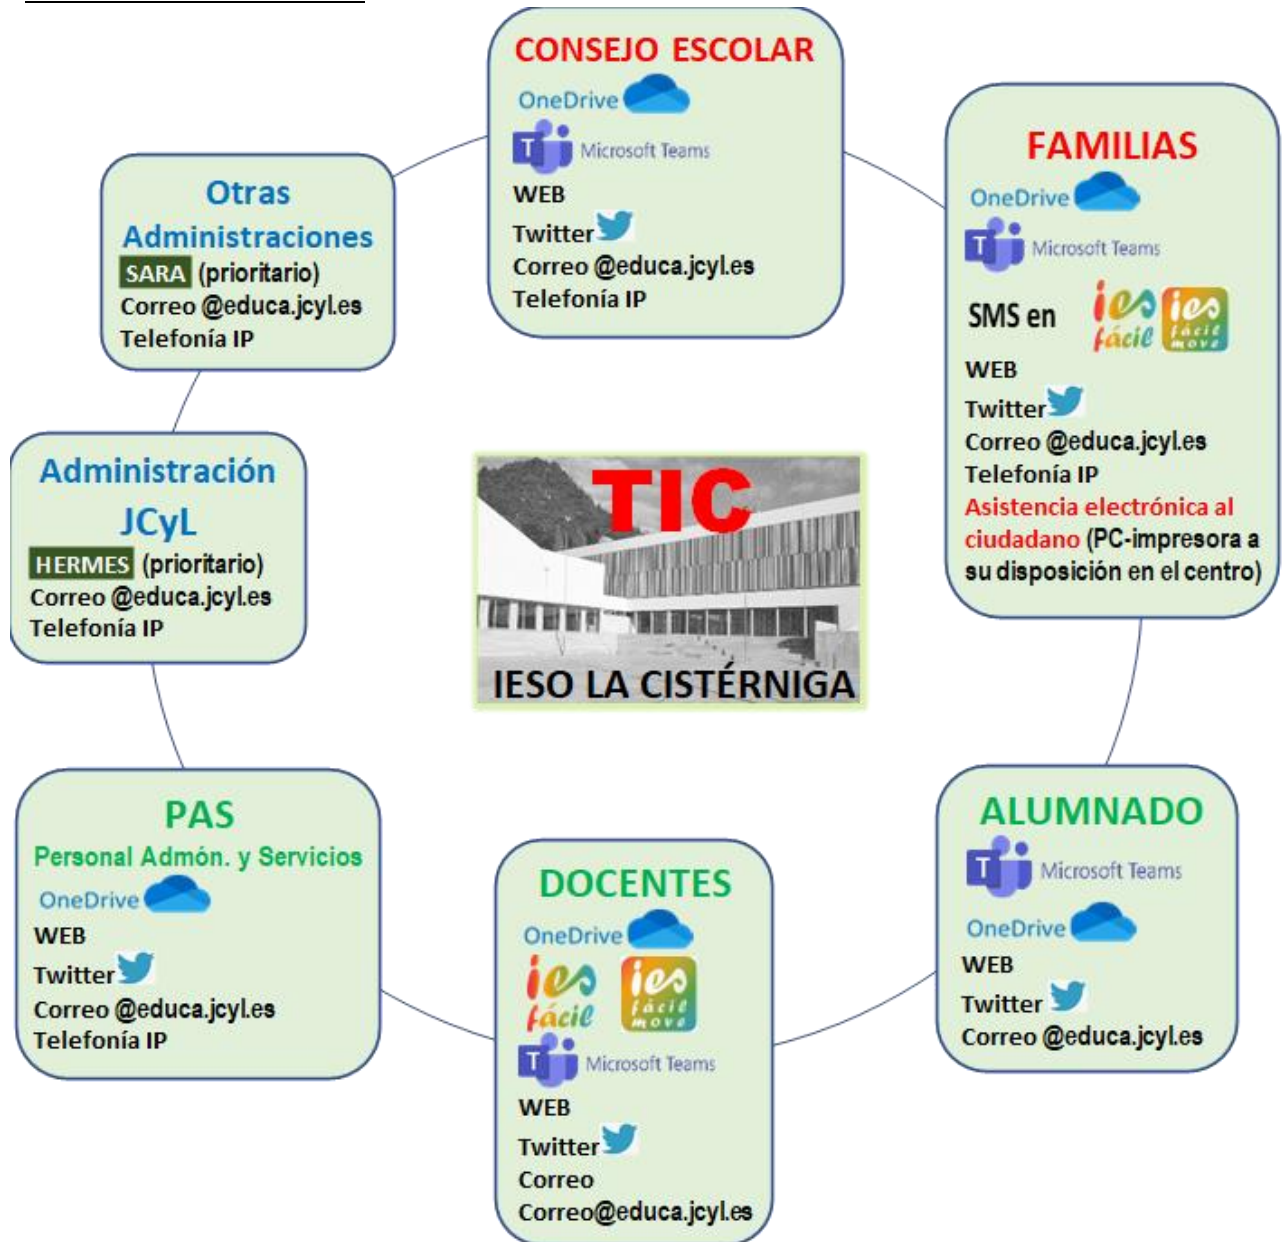 CONSEJO ESCOLAR
OneDrive
Microsoft Teams
WEB
Twitter
Correo @educa.jcyl.es
Telefonía IP
FAMILIAS
OneDrive
Microsoft Teams
SMS en ies fácil ies fácil move
WEB
Twitter
Correo @educa.jcyl.es
Telefonía IP
Asistencia electrónica al
ciudadano (PC-impresora a
su disposición en el centro)
Otras
Administraciones
SARA (prioritario)
Correo @educa.jcyl.es
Telefonía IP
Administración
JCyL
HERMES (prioritario)
Correo @educa.jcyl.es
Telefonía IP
TIC
IESO LA CISTÉRNIGA
PAS
Personal Admón. y Servicios
OneDrive
WEB
Twitter
Correo @educa.jcyl.es
Telefonía IP
DOCENTES
OneDrive
ies fácil ies fácil move
Microsoft Teams
WEB
Twitter
Correo
Correo@educa.jcyl.es
ALUMNADO
Microsoft Teams
OneDrive
WEB
Twitter
Correo @educa.jcyl.es